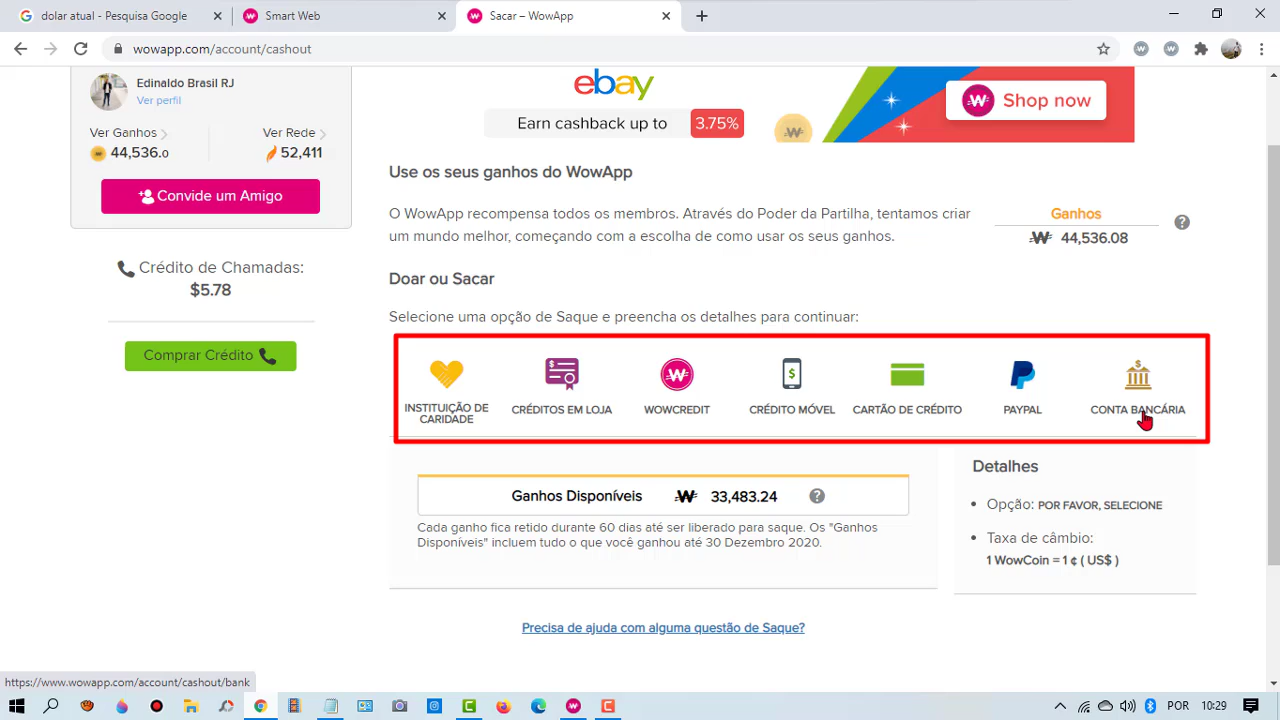 dolar atual - Pesquisa Google
Smart Web
Sacar – WowApp
wowapp.com/account/cashout
Edinaldo Brasil RJ
Ver perfil
Ver Ganhos
Ver Rede
44,536.0
52,411
Convide um Amigo
Crédito de Chamadas:
$5.78
Comprar Crédito
ebay
Earn cashback up to 3.75%
Shop now
Use os seus ganhos do WowApp
O WowApp recompensa todos os membros. Através do Poder da Partilha, tentamos criar
um mundo melhor, começando com a escolha de como usar os seus ganhos.
Ganhos
44,536.08
Doar ou Sacar
Selecione uma opção de Saque e preencha os detalhes para continuar:
INSTITUIÇÃO DE
CARIDADE
CRÉDITOS EM LOJA
WOWCREDIT
CRÉDITO MÓVEL
CARTÃO DE CRÉDITO
PAYPAL
CONTA BANCÁRIA
Ganhos Disponíveis 33,483.24
Cada ganho fica retido durante 60 dias até ser liberado para saque. Os "Ganhos
Disponíveis" incluem tudo o que você ganhou até 30 Dezembro 2020.
Detalhes
Opção: POR FAVOR, SELECIONE
Taxa de câmbio:
1 WowCoin = 1 ¢ ( US$ )
Precisa de ajuda com alguma questão de Saque?
https://www.wowapp.com/account/cashout/bank
POR
10:29